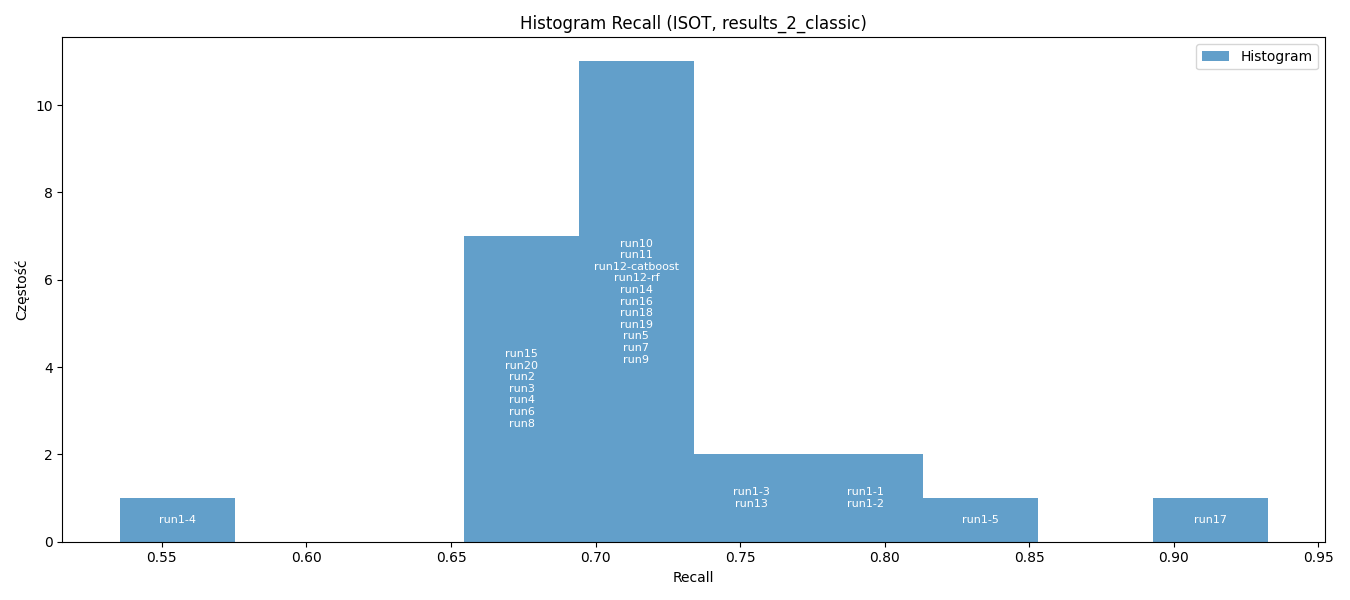 Histogram Recall (ISOT, results_2_classic)
Histogram
Częstość
10
8
6
4
2
0
run10
run11
run12-catboost
run12-rf
run14
run16
run18
run19
run5
run7
run9
run15
run20
run2
run3
run4
run6
run8
run1-3
run13
run1-1
run1-2
run1-4
run1-5
run17
0.55 0.60 0.65 0.70 0.75 0.80 0.85 0.90 0.95
Recall